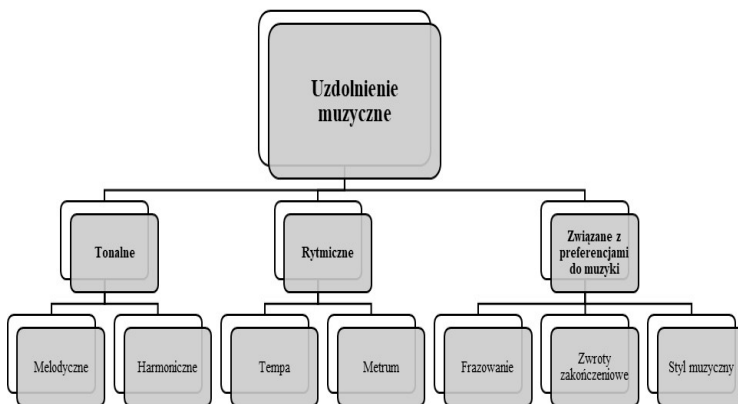 Uzdolnienie
muzyczne
Tonalne
Rytmiczne
Związane z
preferencjami
do muzyki
Melodyczne
Harmoniczne
Tempa
Metrum
Frazowanie
Zwroty
zakończeniowe
Styl muzyczny